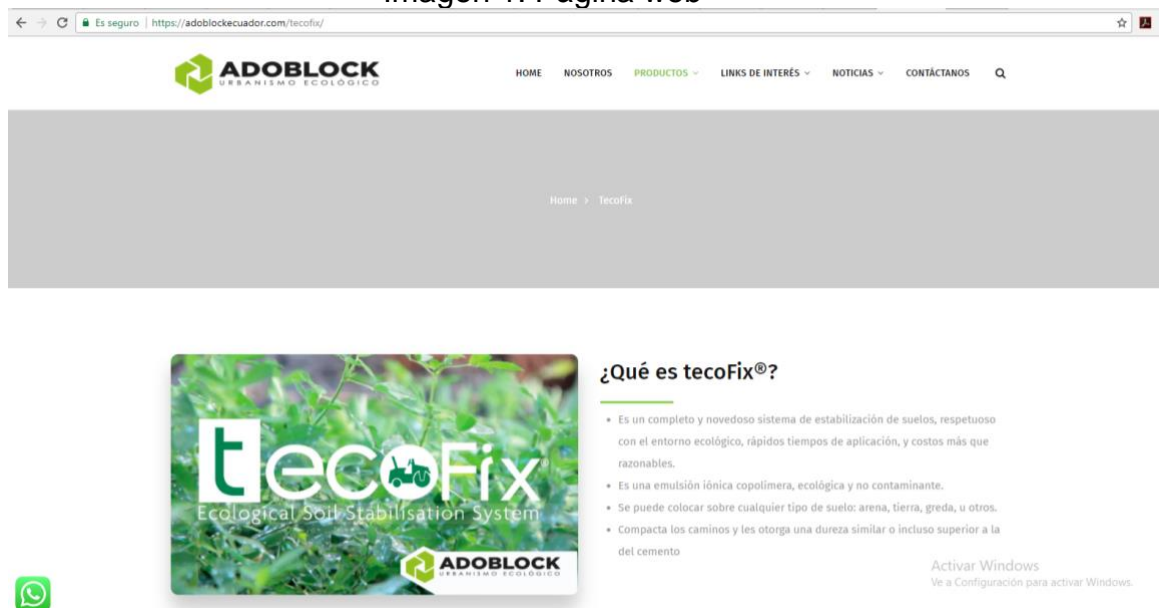 Imagen 1. Página web
Es seguro | https://adoblockecuador.com/tecofix/
ADOBLOCK
URBANISMO ECOLÓGICO
HOME NOSOTROS PRODUCTOS LINKS DE INTERÉS NOTICIAS CONTÁCTANOS
Home > TecoFix
tecoFix®
Ecological Soil Stabilisation System
ADOBLOCK
URBANISMO ECOLÓGICO
¿Qué es tecoFix®?
• Es un completo y novedoso sistema de estabilización de suelos, respetuoso
con el entorno ecológico, rápidos tiempos de aplicación, y costos más que
razonables.
• Es una emulsión iónica copolímera, ecológica y no contaminante.
• Se puede colocar sobre cualquier tipo de suelo: arena, tierra, greda, u otros.
• Compacta los caminos y les otorga una dureza similar o incluso superior a la
del cemento
Activar Windows
Ve a Configuración para activar Windows.